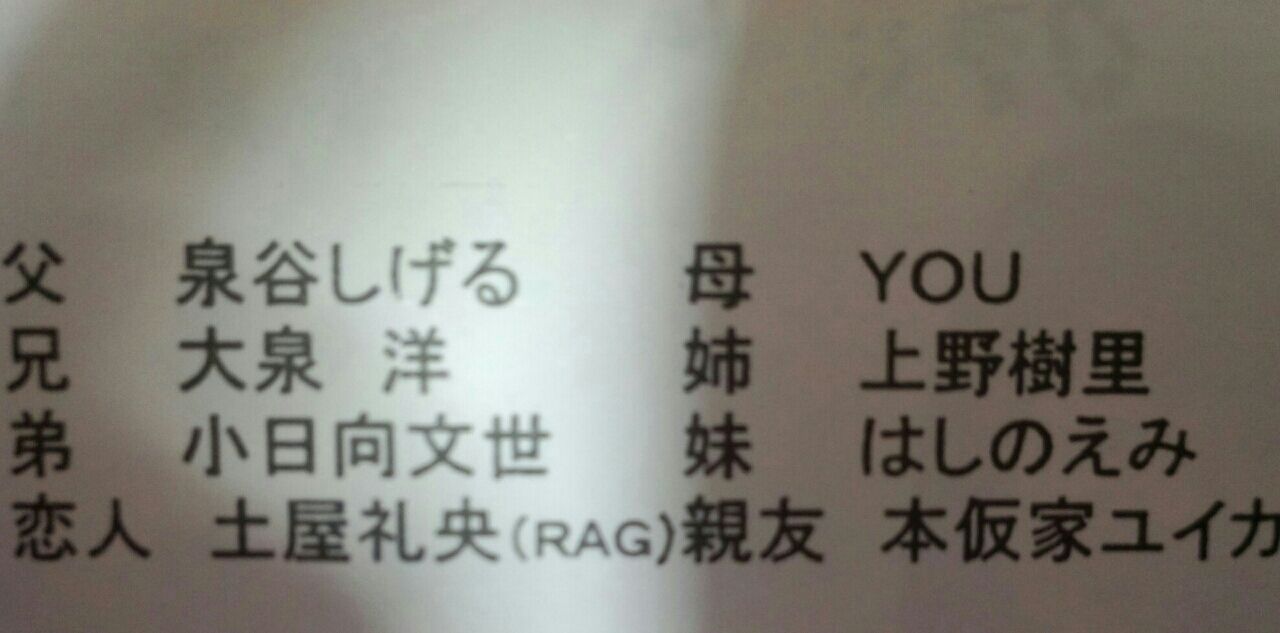 父 泉谷しげる 母 YOU
兄 大泉 洋 姉 上野樹里
弟 小日向文世 妹 はしのえみ
恋人 土屋礼央(RAG) 親友 本仮家ユイカ